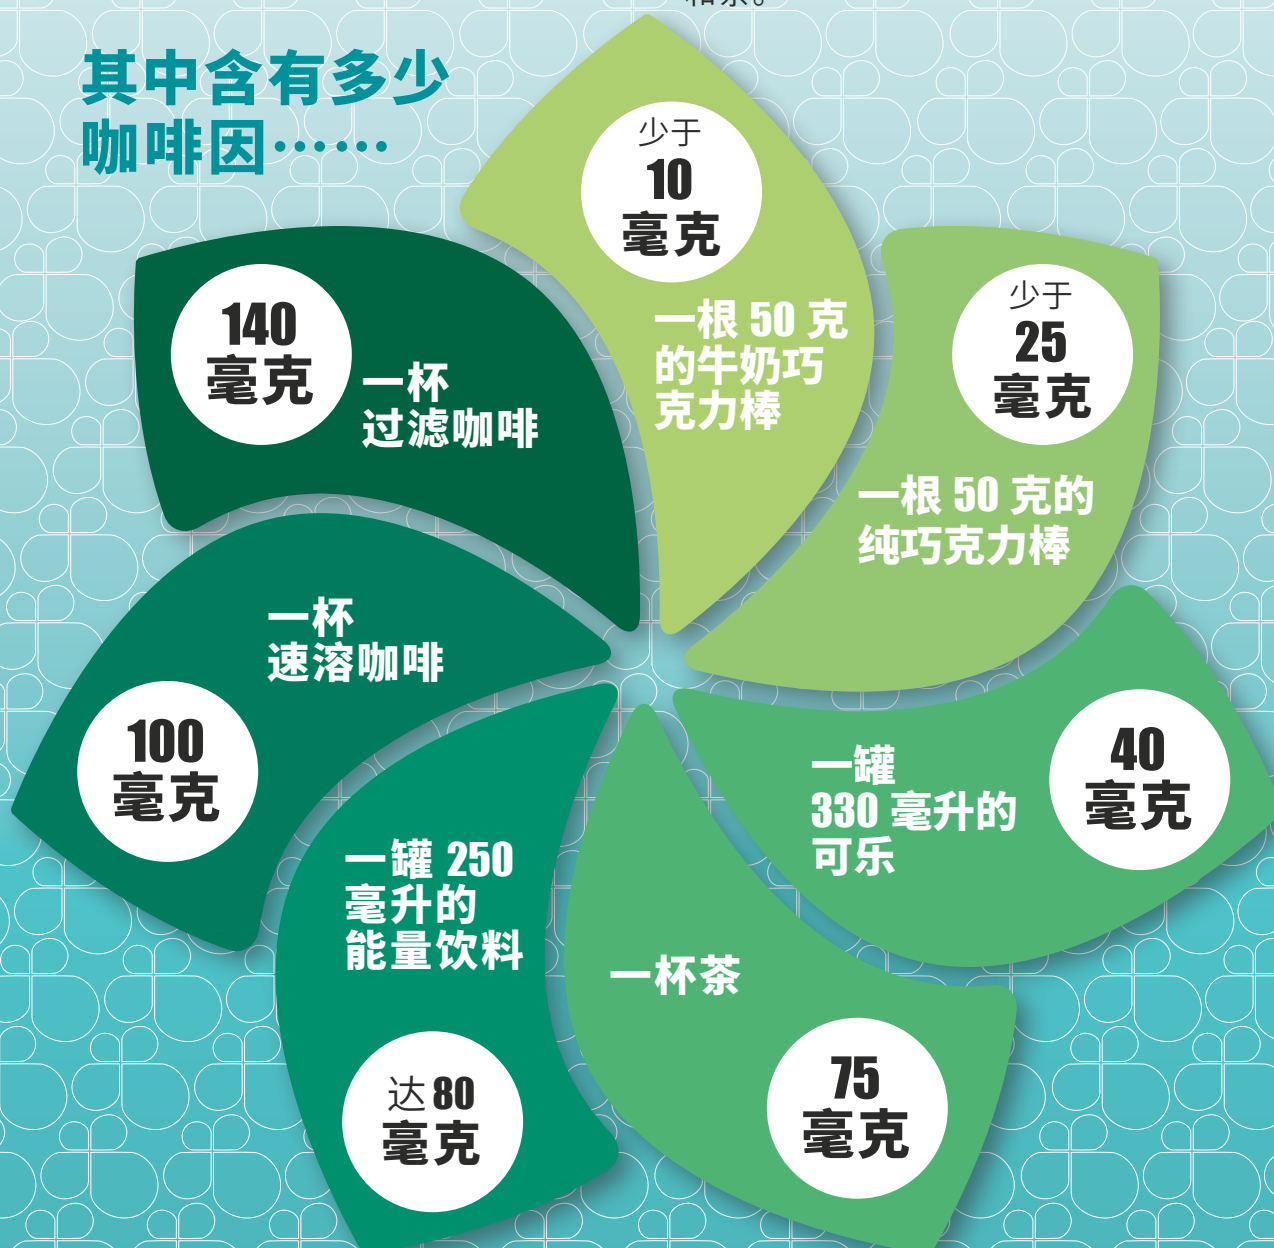 其中含有多少
咖啡因……
少于
10
毫克
一根 50 克
的牛奶巧
克力棒
少于
25
毫克
一根 50 克的
纯巧克力棒
40
毫克
一罐
330 毫升的
可乐
75
毫克
一杯茶
达 80
毫克
一罐 250
毫升的
能量饮料
100
毫克
一杯
速溶咖啡
140
毫克
一杯
过滤咖啡